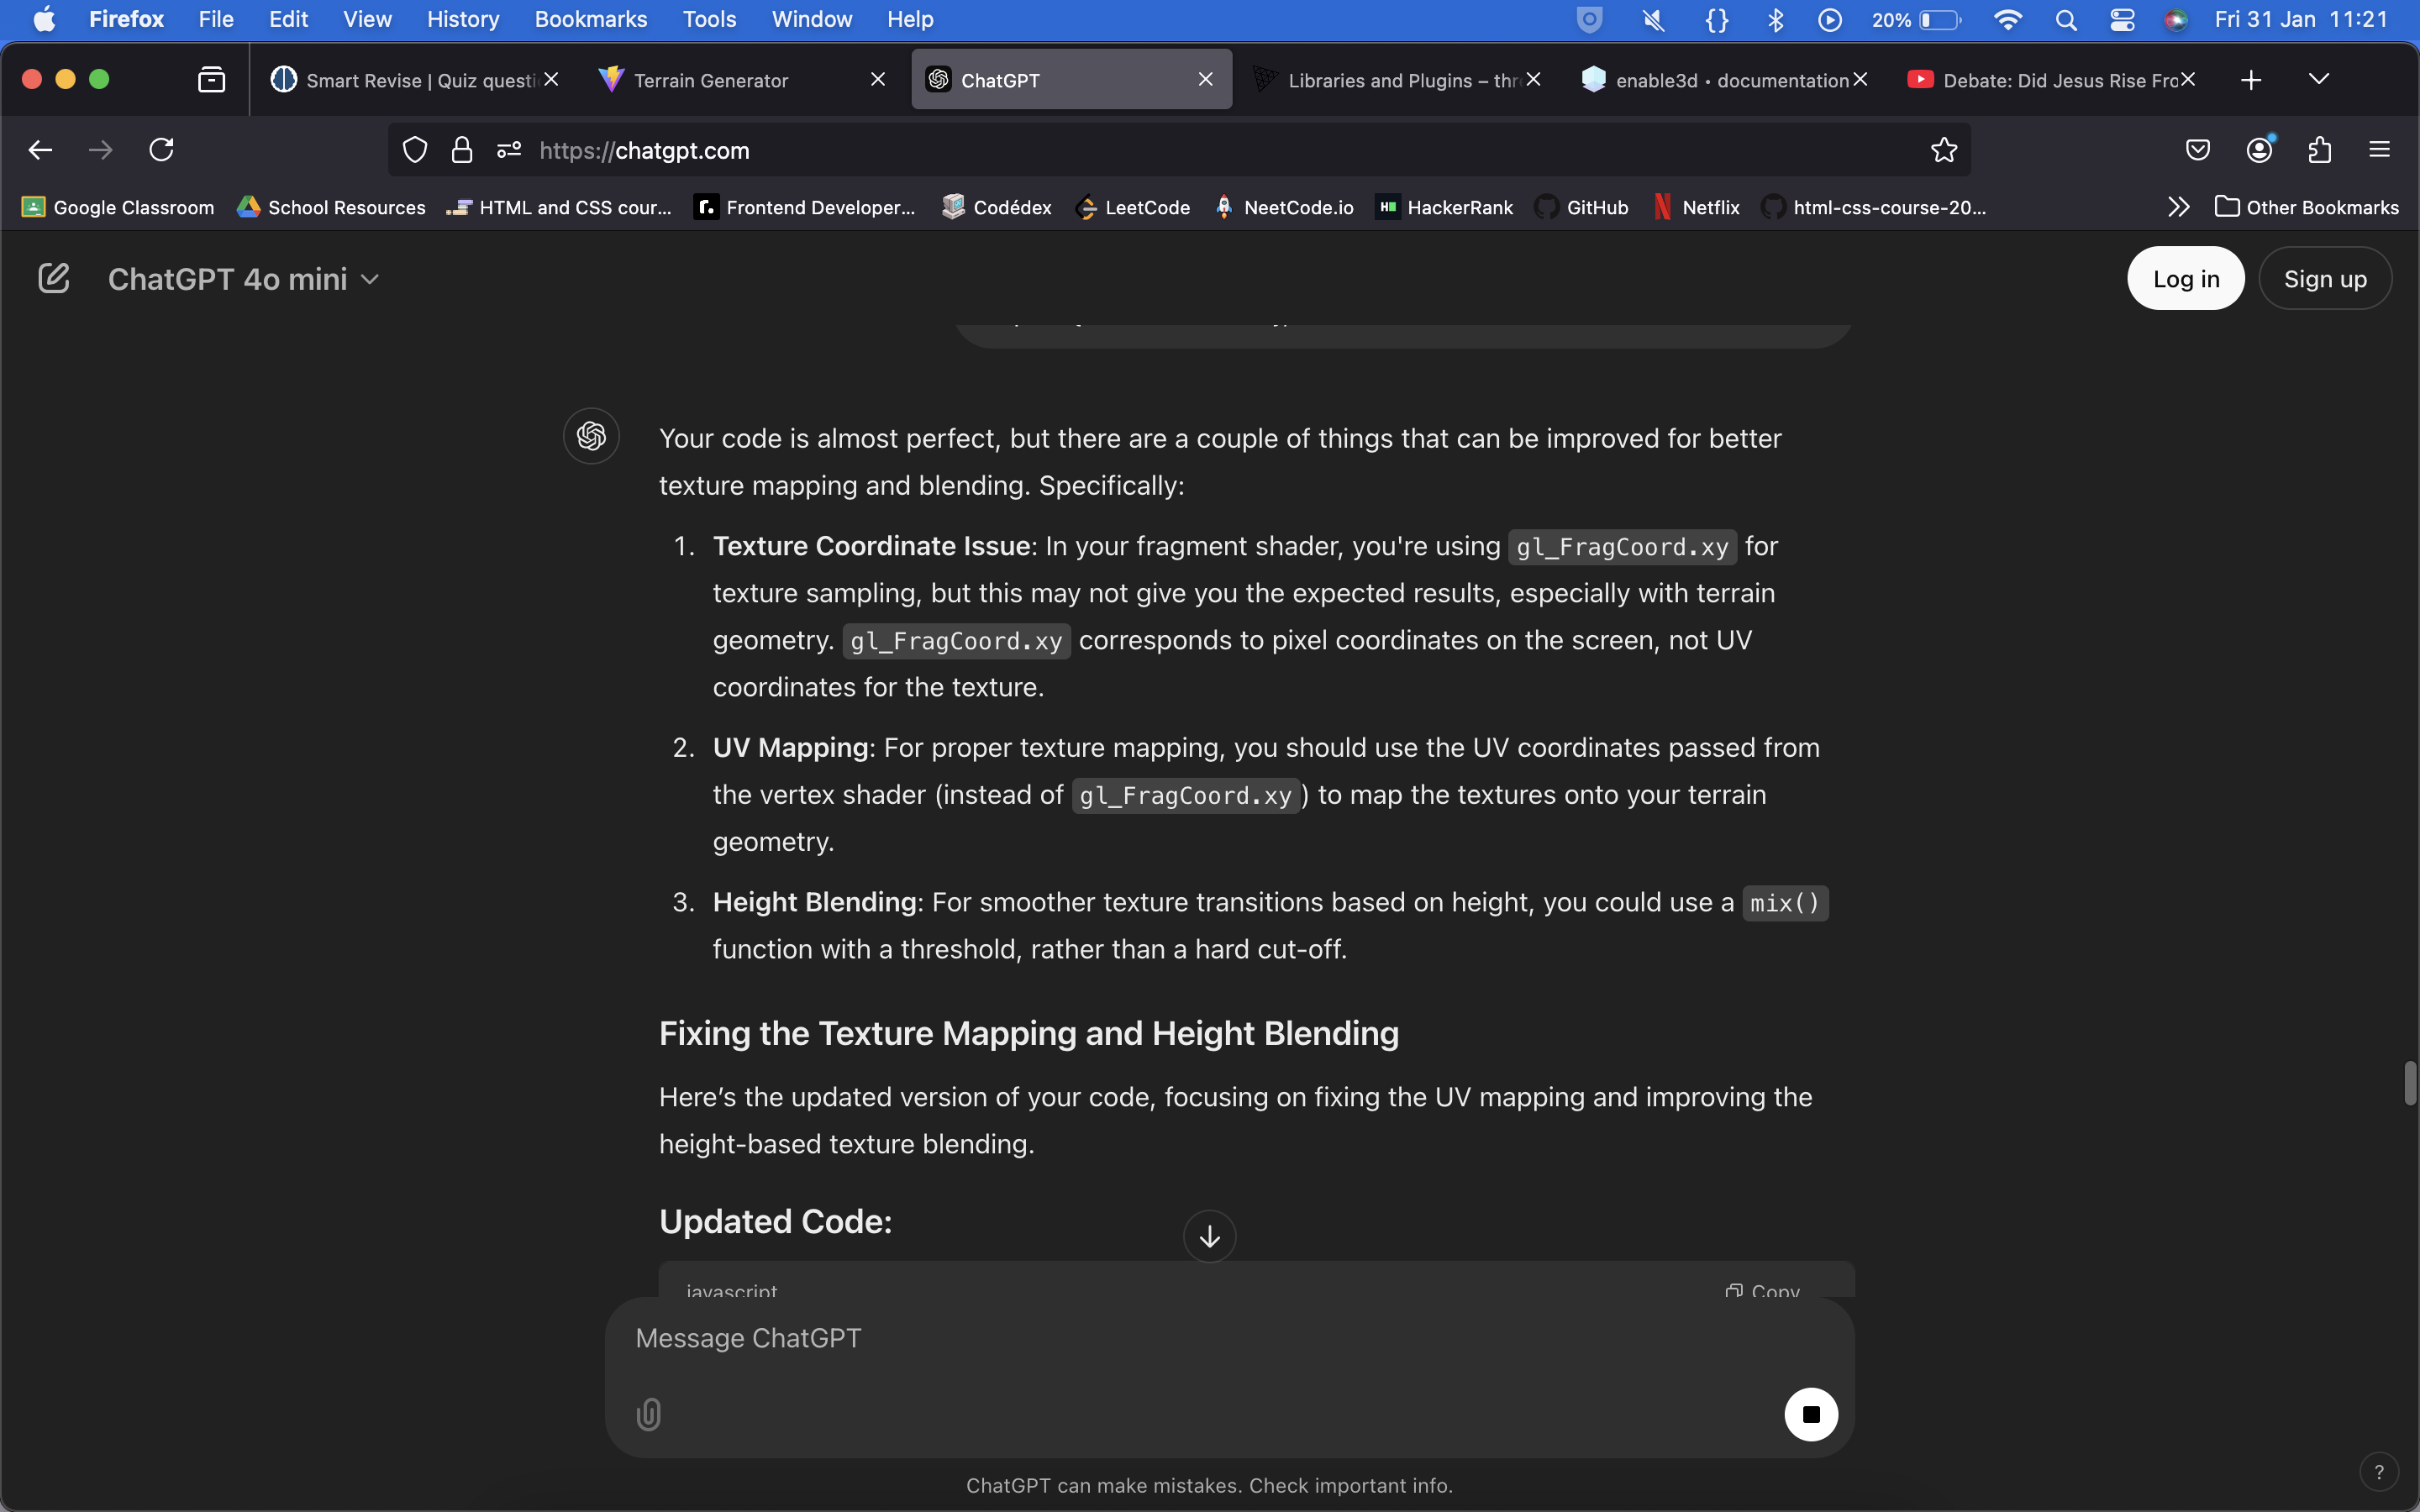 Firefox File Edit View History Bookmarks Tools Window Help 20% Fri 31 Jan 11:21
Smart Revise | Quiz questi Terrain Generator ChatGPT Libraries and Plugins – thr enable3d • documentation Debate: Did Jesus Rise Fro
https://chatgpt.com
Google Classroom School Resources HTML and CSS cour... Frontend Developer... Codédex LeetCode NeetCode.io HackerRank GitHub Netflix html-css-course-20... Other Bookmarks
ChatGPT 4o mini Log in Sign up
Your code is almost perfect, but there are a couple of things that can be improved for better
texture mapping and blending. Specifically:
1. Texture Coordinate Issue: In your fragment shader, you're using gl_FragCoord.xy for
texture sampling, but this may not give you the expected results, especially with terrain
geometry. gl_FragCoord.xy corresponds to pixel coordinates on the screen, not UV
coordinates for the texture.
2. UV Mapping: For proper texture mapping, you should use the UV coordinates passed from
the vertex shader (instead of gl_FragCoord.xy) to map the textures onto your terrain
geometry.
3. Height Blending: For smoother texture transitions based on height, you could use a mix()
function with a threshold, rather than a hard cut-off.
Fixing the Texture Mapping and Height Blending
Here’s the updated version of your code, focusing on fixing the UV mapping and improving the
height-based texture blending.
Updated Code:
javascript Copy
Message ChatGPT
ChatGPT can make mistakes. Check important info.
?